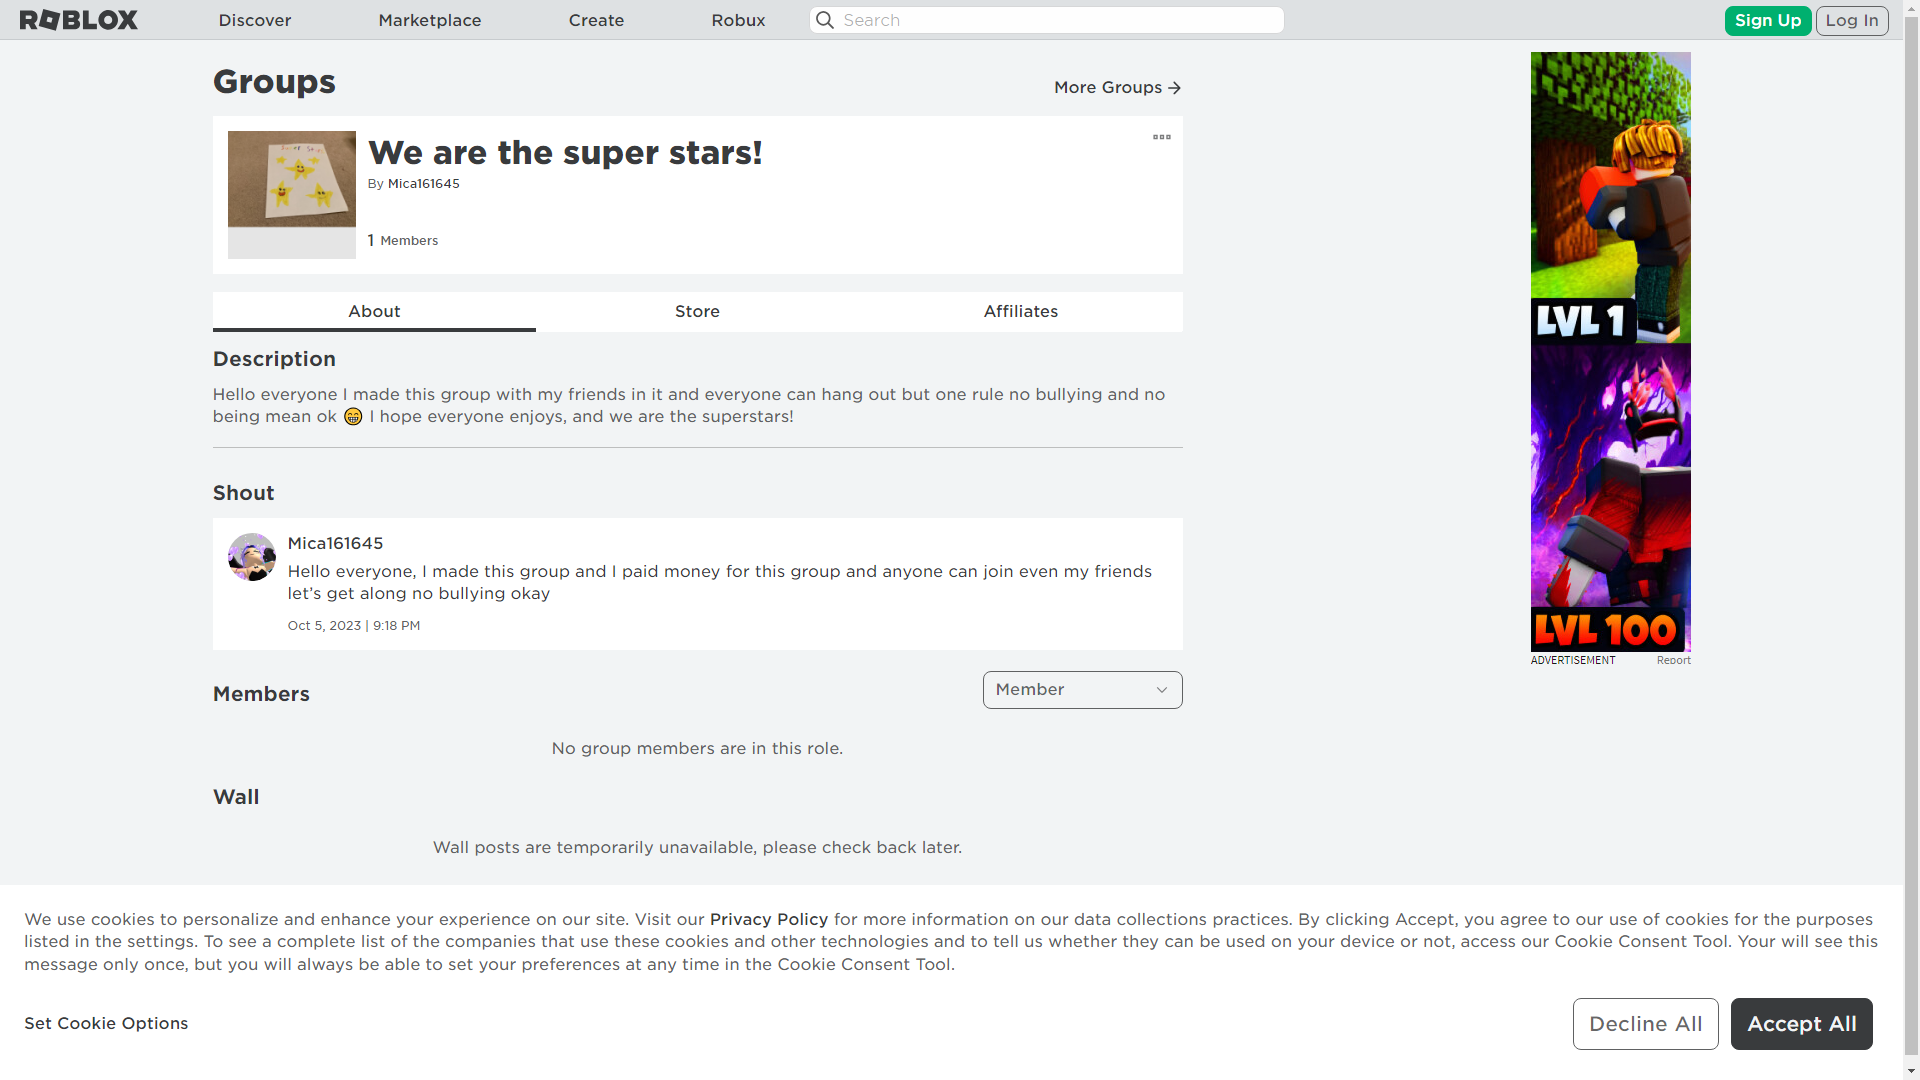 ROBLOX
Discover
Marketplace
Create
Robux
Search
Sign Up
Log In
Groups
More Groups
We are the super stars!
By Mica161645
1 Members
About
Store
Affiliates
Description
Hello everyone I made this group with my friends in it and everyone can hang out but one rule no bullying and no
being mean ok 😁 I hope everyone enjoys, and we are the superstars!
Shout
Mica161645
Hello everyone, I made this group and I paid money for this group and anyone can join even my friends
let's get along no bullying okay
Oct 5, 2023 | 9:18 PM
Members
Member
No group members are in this role.
Wall
Wall posts are temporarily unavailable, please check back later.
LVL 1
LVL 100
ADVERTISEMENT
Report
We use cookies to personalize and enhance your experience on our site. Visit our Privacy Policy for more information on our data collections practices. By clicking Accept, you agree to our use of cookies for the purposes
listed in the settings. To see a complete list of the companies that use these cookies and other technologies and to tell us whether they can be used on your device or not, access our Cookie Consent Tool. Your will see this
message only once, but you will always be able to set your preferences at any time in the Cookie Consent Tool.
Set Cookie Options
Decline All
Accept All